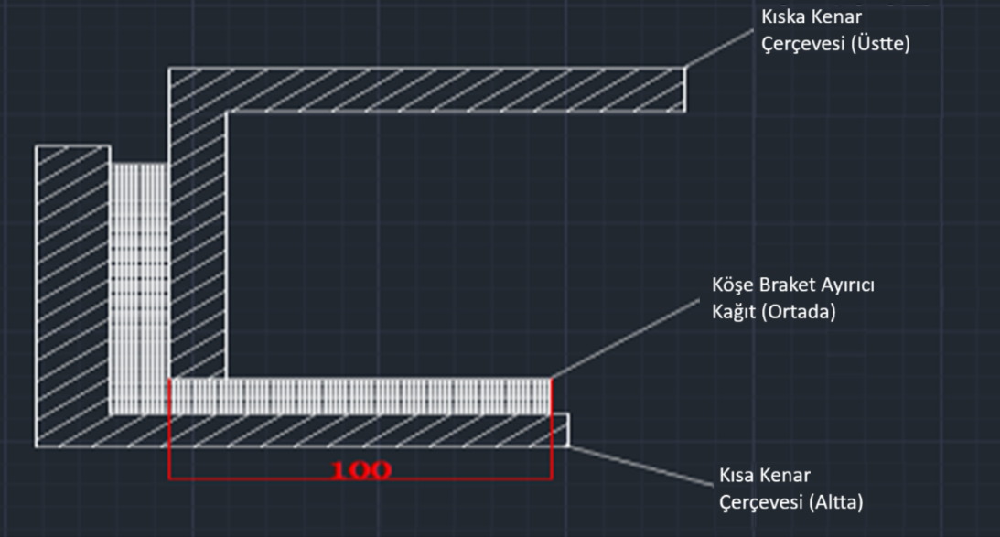 Kıska Kenar
Çerçevesi (Üstte)
Köşe Braket Ayırıcı
Kağıt (Ortada)
100
Kısa Kenar
Çerçevesi (Altta)